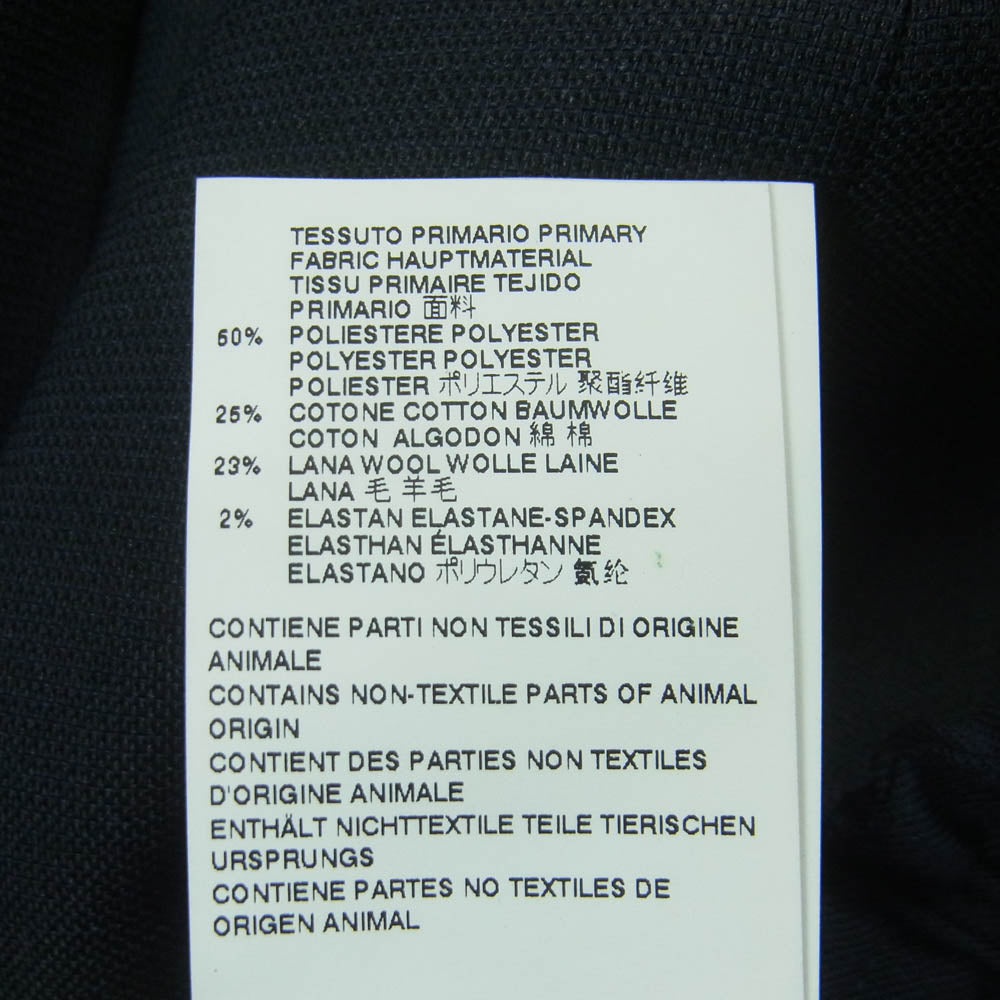 TESSUTO PRIMARIO PRIMARY
FABRIC HAUPTMATERIAL
TISSU PRIMAIRE TEJIDO
PRIMARIO 面料
50% POLIESTERE POLYESTER
POLYESTER POLYESTER
POLIESTER ポリエステル 聚酯纤维
25% COTONE COTTON BAUMWOLLE
COTON ALGODON 綿 棉
23% LANA WOOL WOLLE LAINE
LANA 毛 羊毛
2% ELASTAN ELASTANE-SPANDEX
ELASTHAN ÉLASTHANNE
ELASTANO ポリウレタン 氨纶
CONTIENE PARTI NON TESSILI DI ORIGINE
ANIMALE
CONTAINS NON-TEXTILE PARTS OF ANIMAL
ORIGIN
CONTIENT DES PARTIES NON TEXTILES
D'ORIGINE ANIMALE
ENTHÄLT NICHTTEXTILE TEILE TIERISCHEN
URSPRUNGS
CONTIENE PARTES NO TEXTILES DE
ORIGEN ANIMAL